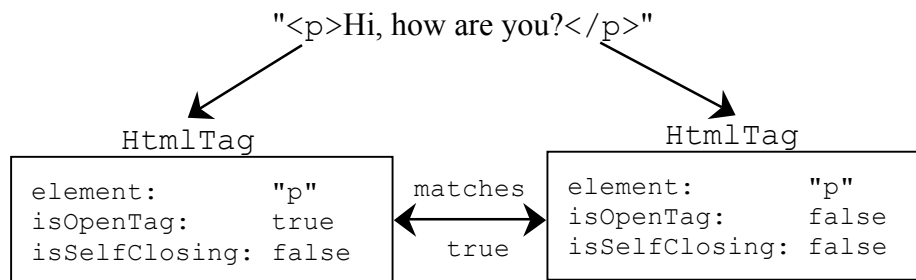 "<p>Hi, how are you?</p>"
HtmlTag
element: "p"
isOpenTag: true
isSelfClosing: false
matches
true
HtmlTag
element: "p"
isOpenTag: false
isSelfClosing: false